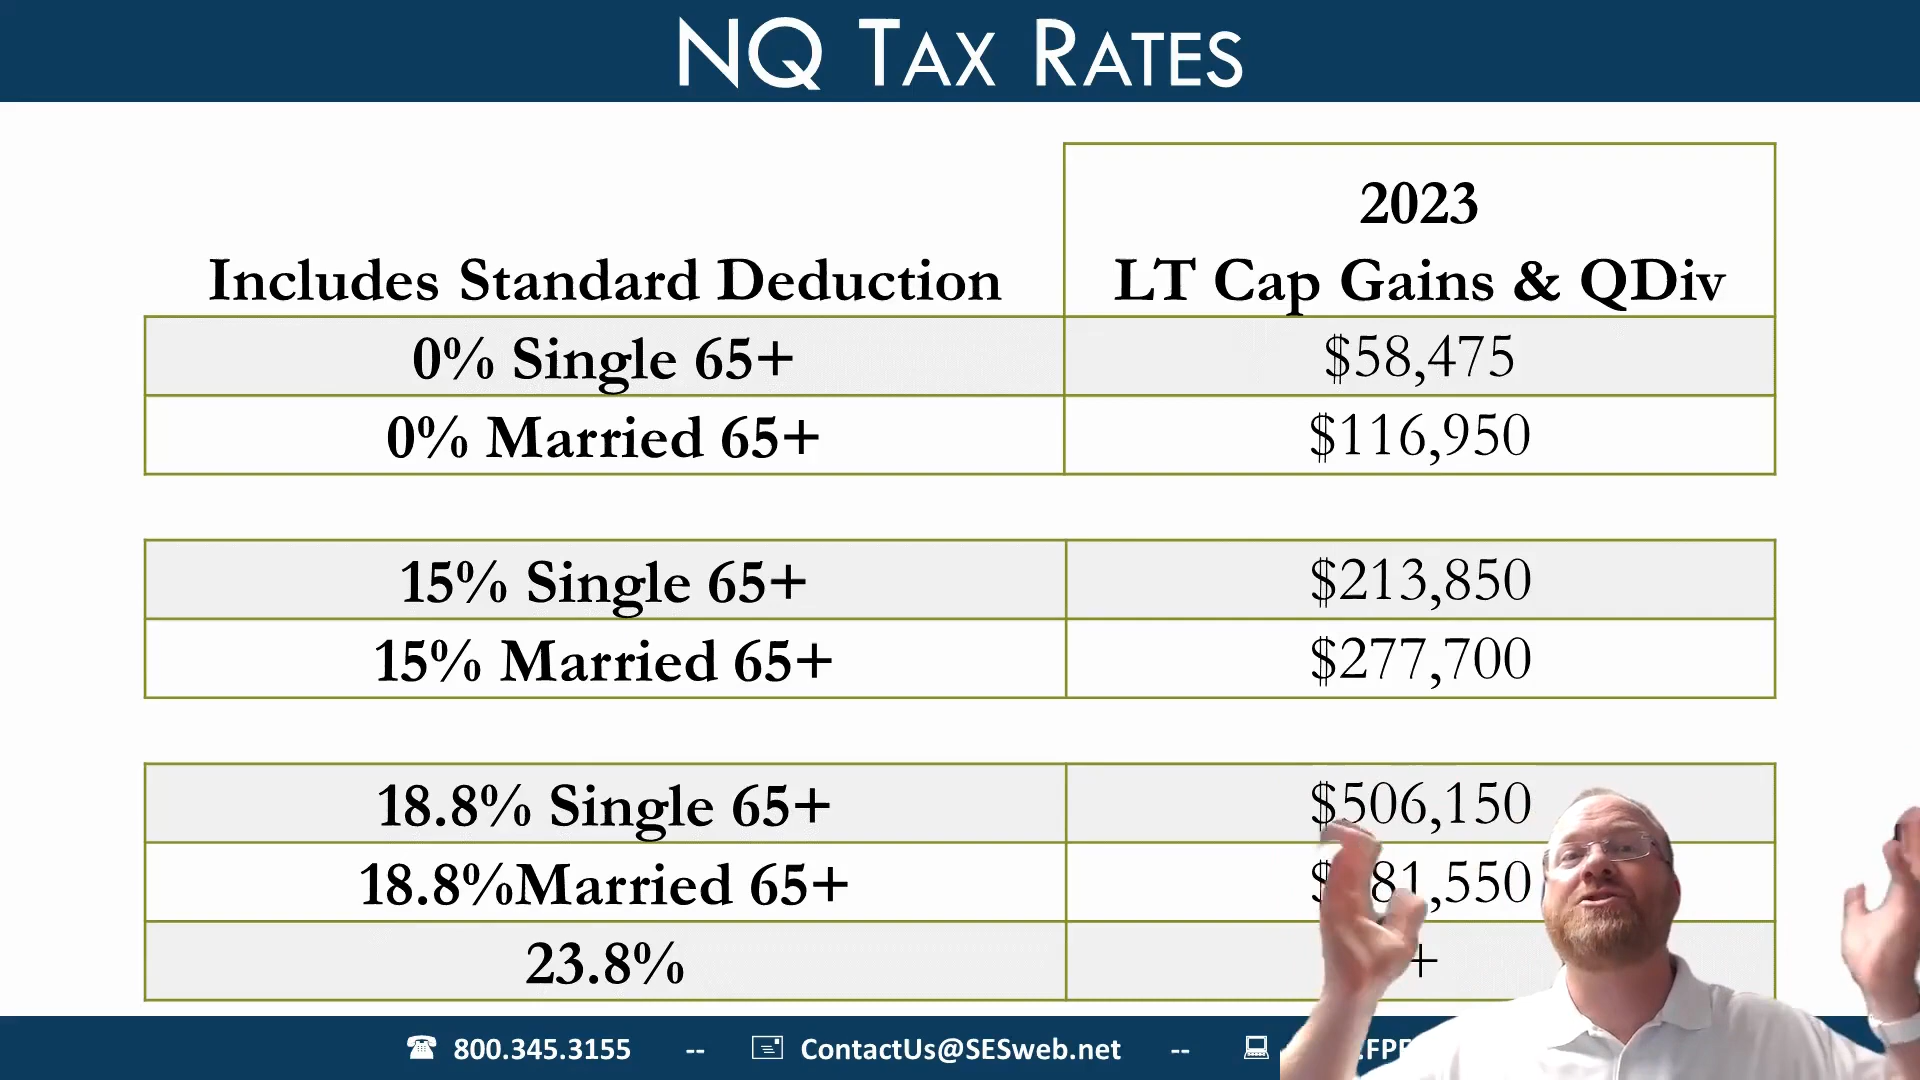 NQ TAX RATES
2023
Includes Standard Deduction LT Cap Gains & QDiv
0% Single 65+ $58,475
0% Married 65+ $116,950
15% Single 65+ $213,850
15% Married 65+ $277,700
18.8% Single 65+ $506,150
18.8%Married 65+
23.8% +
800.345.3155 -- ContactUs@SESweb.net --